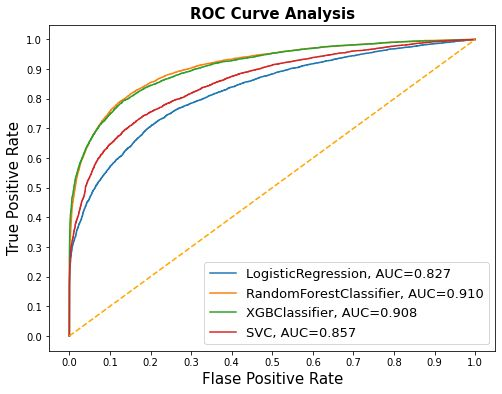 ROC Curve Analysis
True Positive Rate
1.0
0.9
0.8
0.7
0.6
0.5
0.4
0.3
0.2
0.1
0.0
LogisticRegression, AUC=0.827
RandomForestClassifier, AUC=0.910
XGBClassifier, AUC=0.908
SVC, AUC=0.857
0.0 0.1 0.2 0.3 0.4 0.5 0.6 0.7 0.8 0.9 1.0
Flase Positive Rate